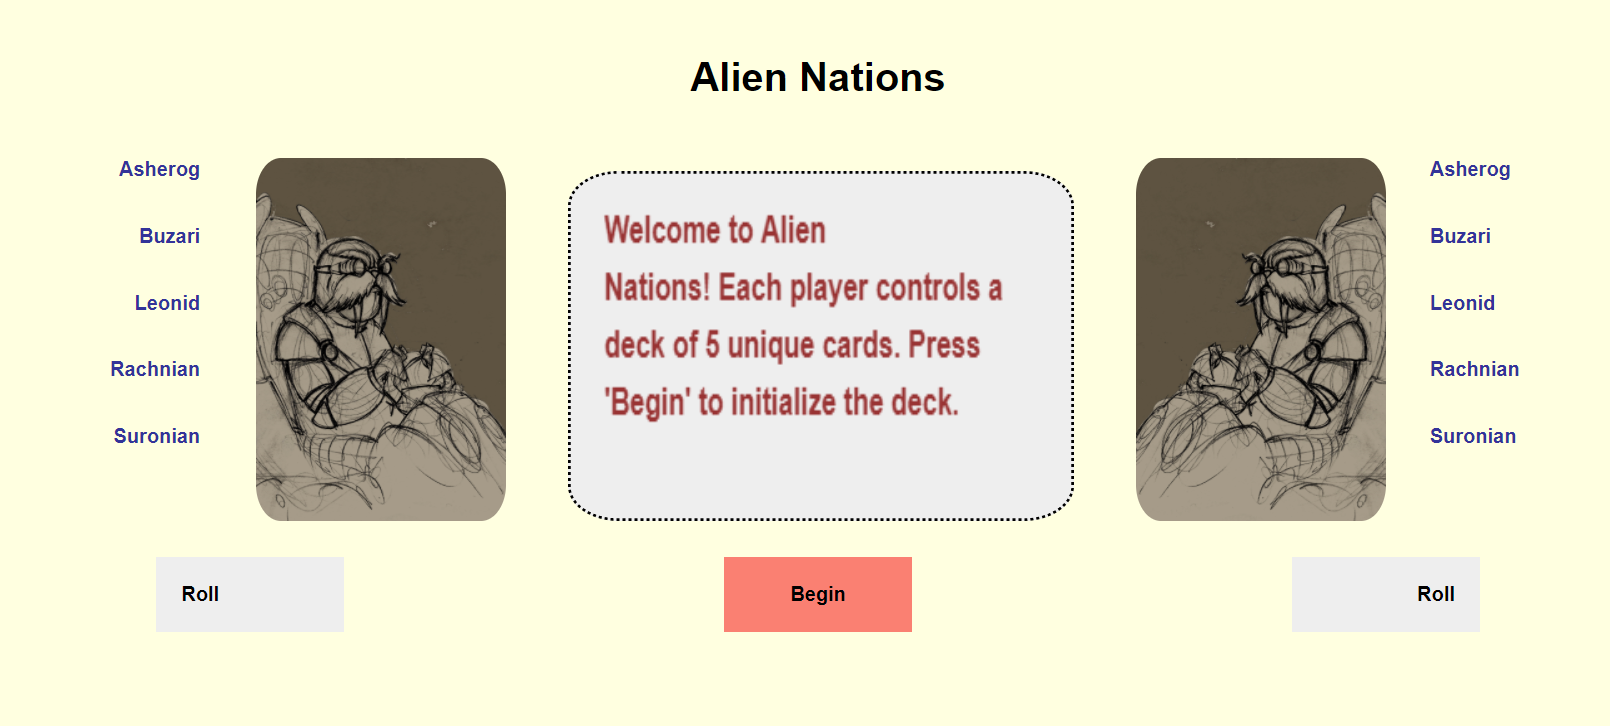 Alien Nations
Asherog
Buzari
Leonid
Rachnian
Suronian
Welcome to Alien
Nations! Each player controls a
deck of 5 unique cards. Press
'Begin' to initialize the deck.
Asherog
Buzari
Leonid
Rachnian
Suronian
Roll
Begin
Roll